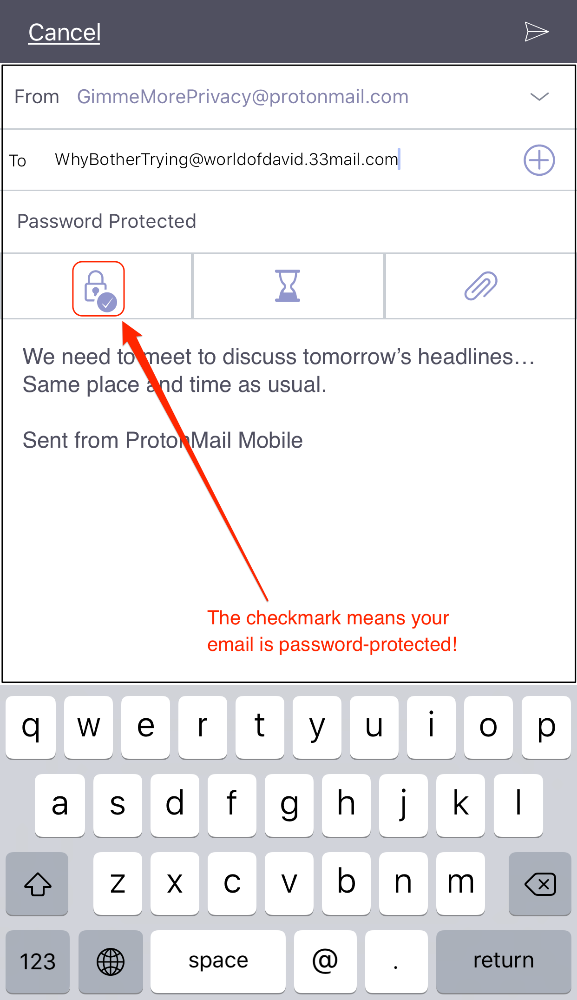 Cancel
From GimmeMorePrivacy@protonmail.com
To WhyBotherTrying@worldofdavid.33mail.com
Password Protected
We need to meet to discuss tomorrow’s headlines…
Same place and time as usual.
Sent from ProtonMail Mobile
The checkmark means your
email is password-protected!
q w e r t y u i o p
a s d f g h j k l
z x c v b n m
123 space @ . return